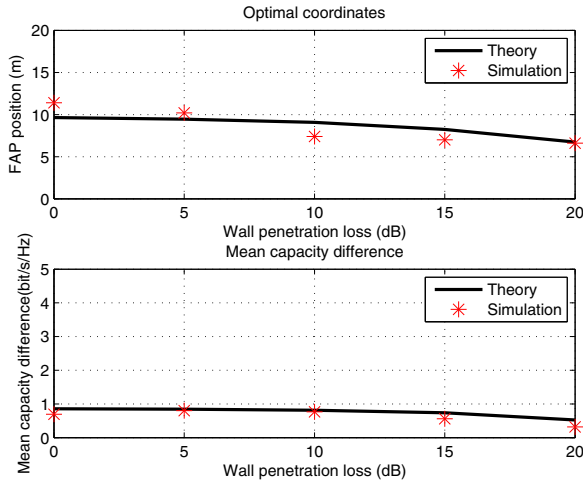 Optimal coordinates
20
15
10
5
0
FAP position (m)
Theory
Simulation
0 5 10 15 20
Wall penetration loss (dB)
Mean capacity difference
5
4
3
2
1
0
Mean capacity difference(bit/s/Hz)
Theory
Simulation
0 5 10 15 20
Wall penetration loss (dB)